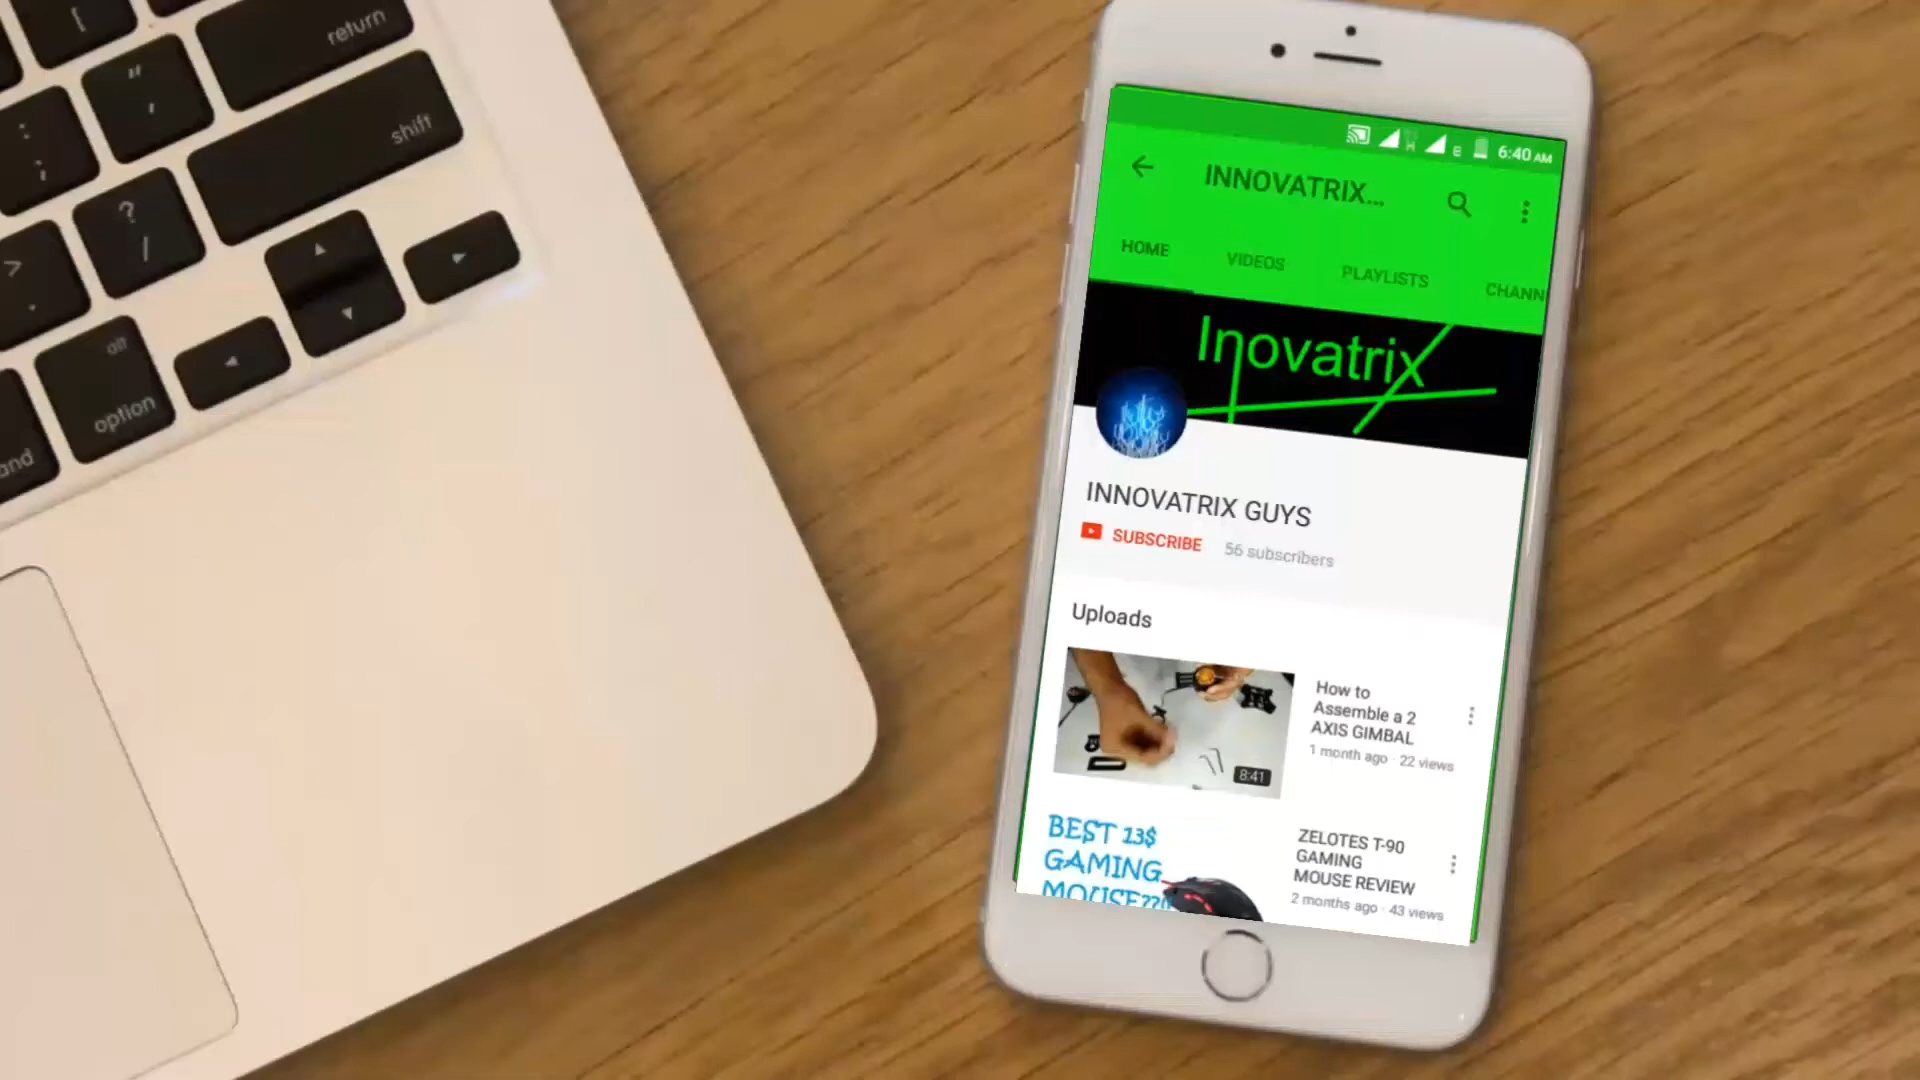 return
shift
alt
option
and
6:40 AM
INNOVATRIX...
HOME VIDEOS PLAYLISTS CHANN
Inovatrix
INNOVATRIX GUYS
SUBSCRIBE 56 subscribers
Uploads
How to
Assemble a 2
AXIS GIMBAL
1 month ago · 22 views
8:41
BEST 13$
GAMING
MOUSE??
ZELOTES T-90
GAMING
MOUSE REVIEW
2 months ago · 43 views